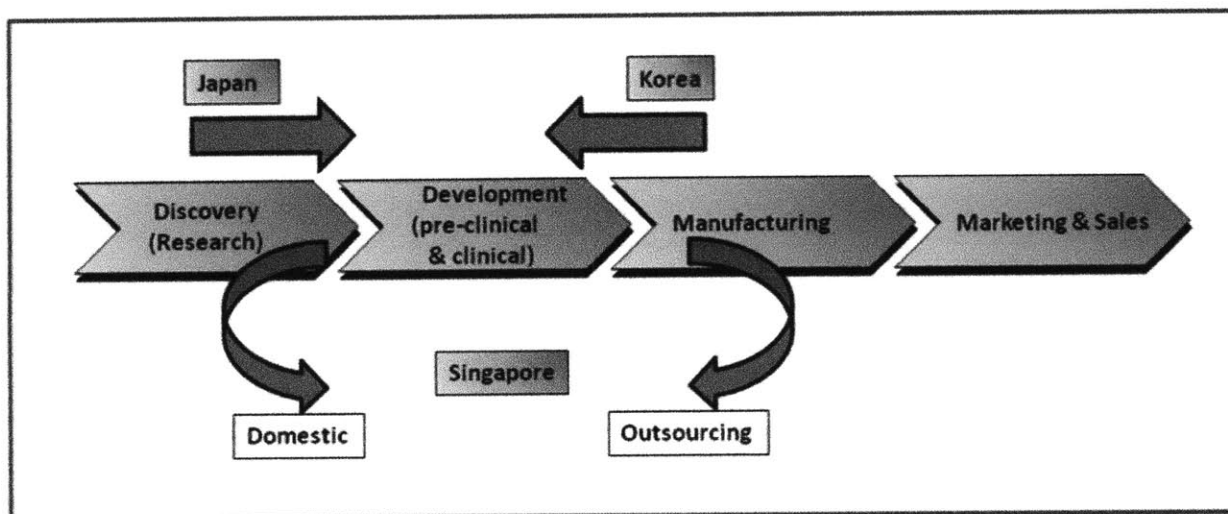 Japan
Korea
Discovery
(Research)
Development
(pre-clinical
& clinical)
Manufacturing
Marketing & Sales
Singapore
Domestic
Outsourcing